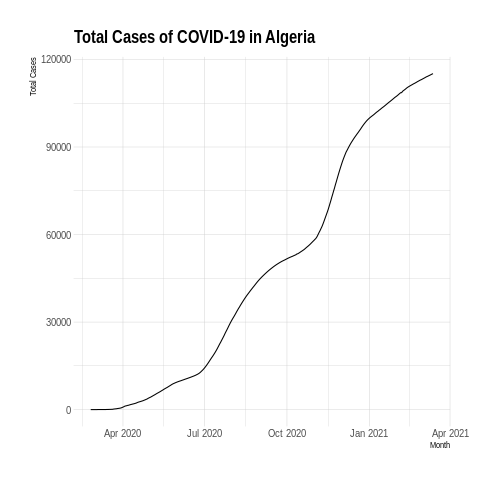 Total Cases of COVID-19 in Algeria
Total Cases
120000
90000
60000
30000
0
Apr 2020 Jul 2020 Oct 2020 Jan 2021 Apr 2021
Month